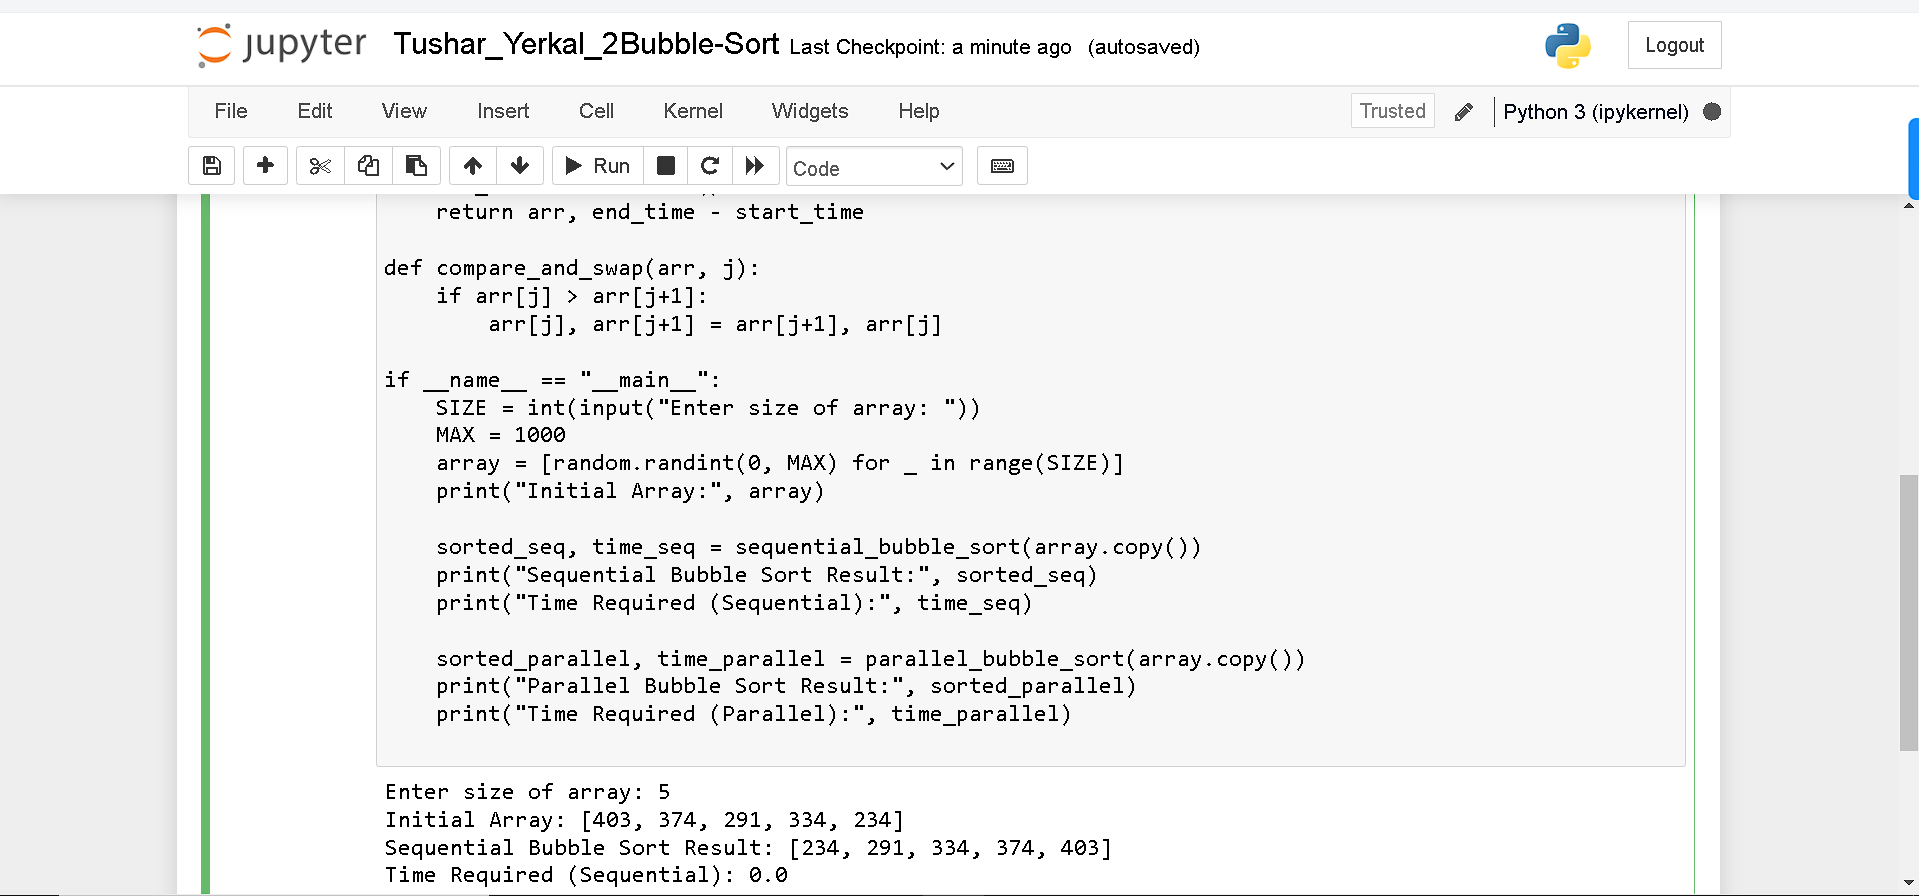 jupyter Tushar_Yerkal_2Bubble-Sort Last Checkpoint: a minute ago (autosaved) Logout
File Edit View Insert Cell Kernel Widgets Help Trusted Python 3 (ipykernel)
Run Code
    return arr, end_time - start_time
def compare_and_swap(arr, j):
    if arr[j] > arr[j+1]:
        arr[j], arr[j+1] = arr[j+1], arr[j]
if __name__ == "__main__":
    SIZE = int(input("Enter size of array: "))
    MAX = 1000
    array = [random.randint(0, MAX) for _ in range(SIZE)]
    print("Initial Array:", array)
    sorted_seq, time_seq = sequential_bubble_sort(array.copy())
    print("Sequential Bubble Sort Result:", sorted_seq)
    print("Time Required (Sequential):", time_seq)
    sorted_parallel, time_parallel = parallel_bubble_sort(array.copy())
    print("Parallel Bubble Sort Result:", sorted_parallel)
    print("Time Required (Parallel):", time_parallel)
Enter size of array: 5
Initial Array: [403, 374, 291, 334, 234]
Sequential Bubble Sort Result: [234, 291, 334, 374, 403]
Time Required (Sequential): 0.0